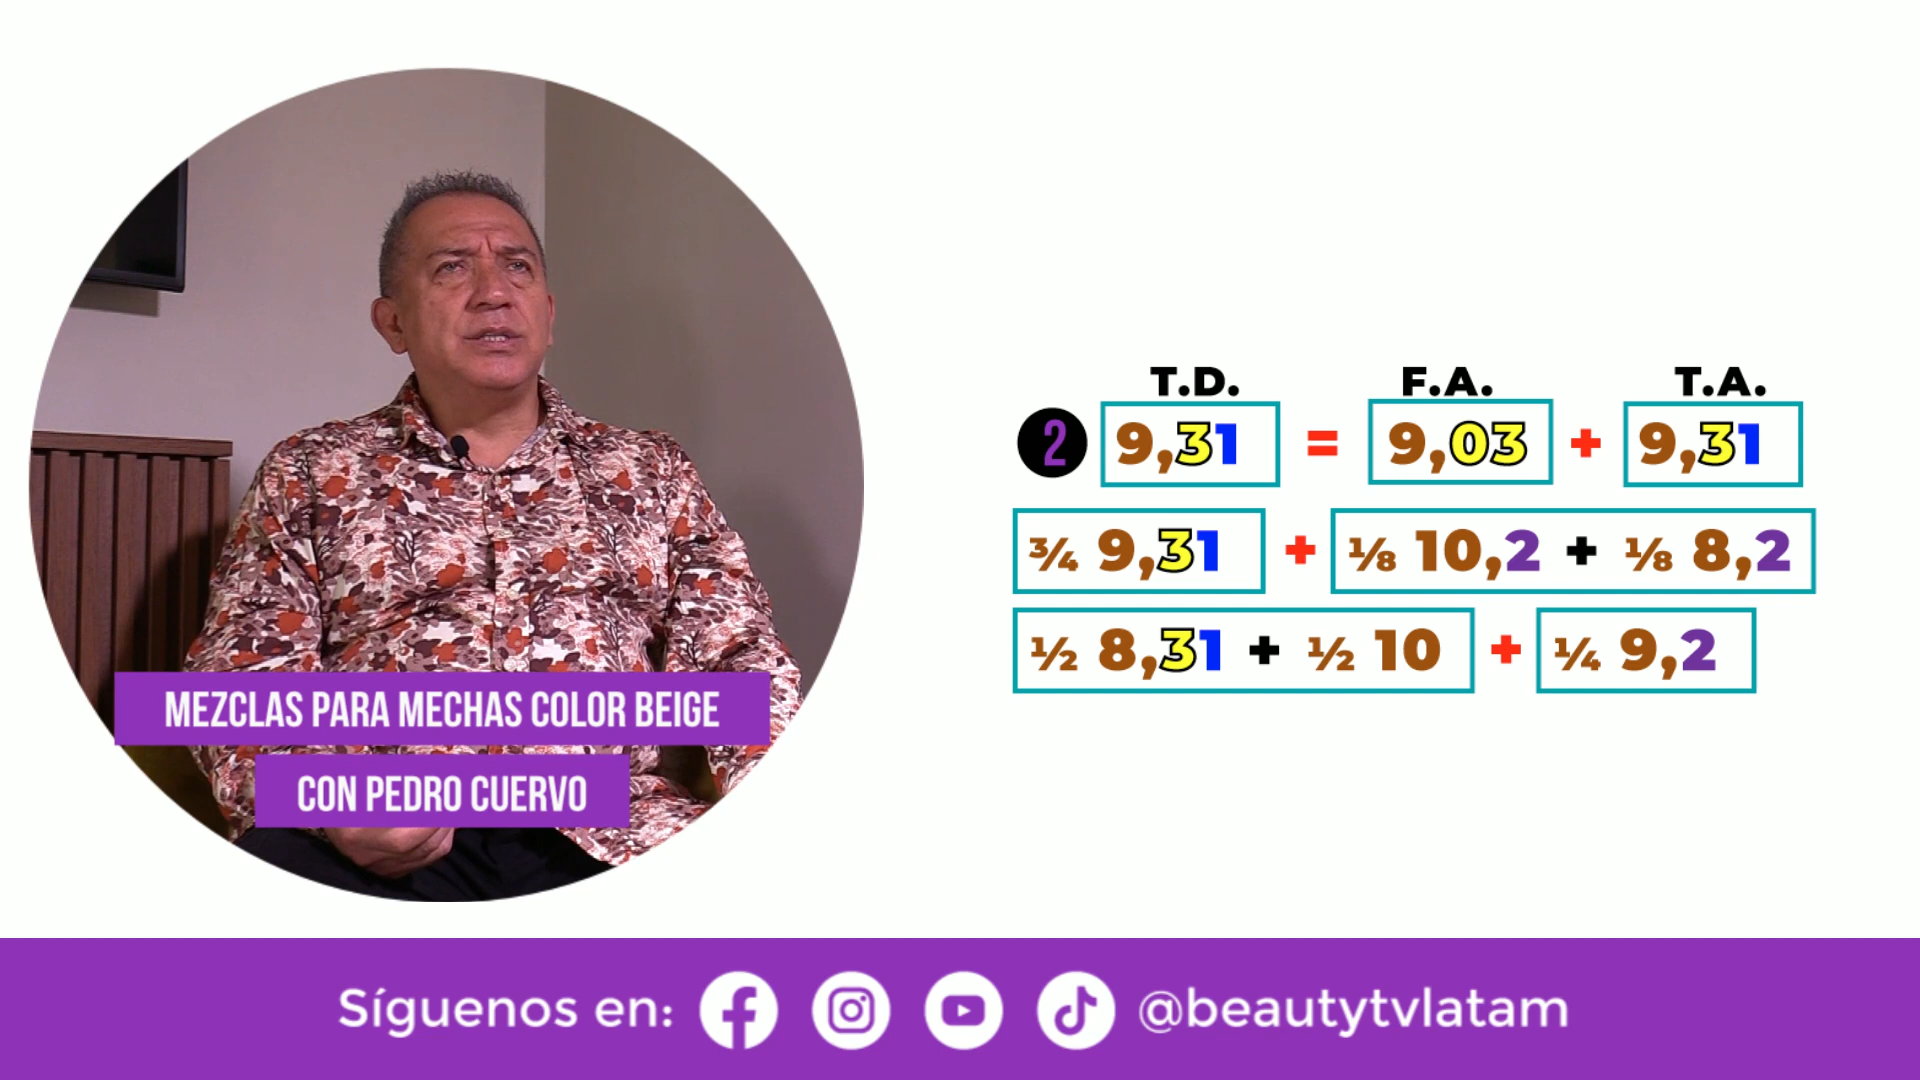 T.D. F.A. T.A.
2 9,31 = 9,03 + 9,31
¾ 9,31 + ⅛ 10,2 + ⅛ 8,2
½ 8,31 + ½ 10 + ¼ 9,2
MEZCLAS PARA MECHAS COLOR BEIGE
CON PEDRO CUERVO
Síguenos en: @beautytvlatam